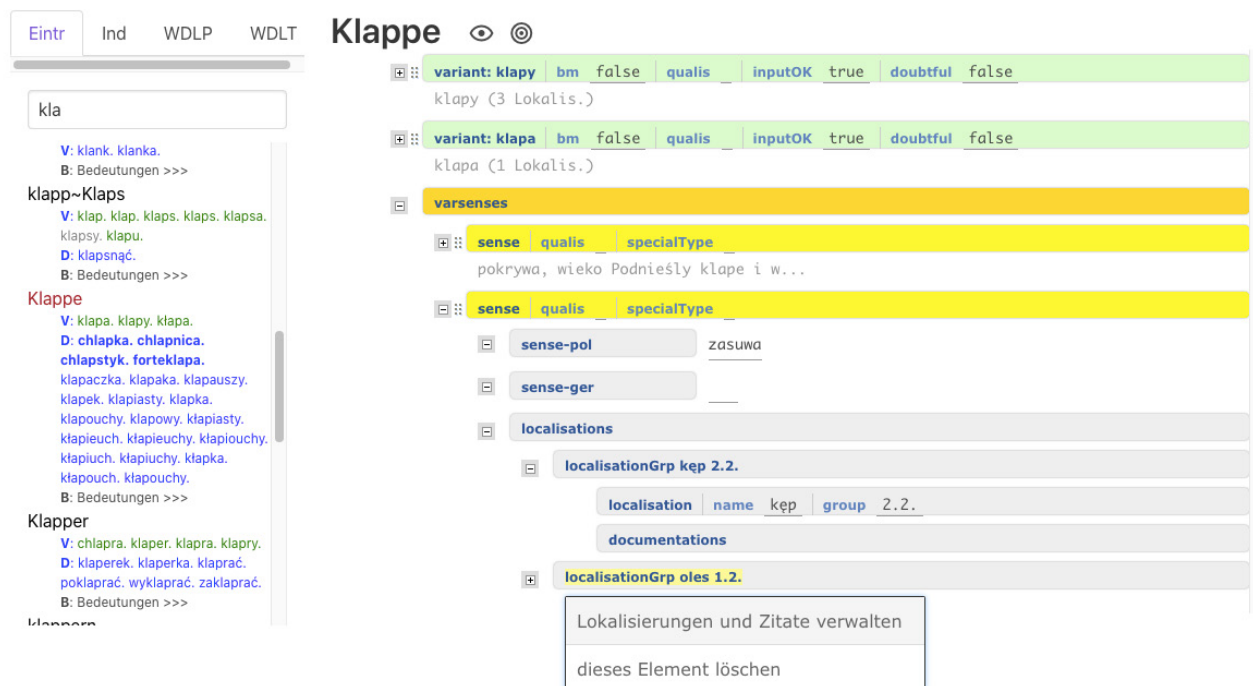 Eintr Ind WDLP WDLT
kla
V: klank. klanka.
B: Bedeutungen >>>
klapp~Klaps
V: klap. klap. klaps. klaps. klapsa.
klapsy. klapu.
D: klapsnąć.
B: Bedeutungen >>>
Klappe
V: klapa. klapy. kłapa.
D: chlapka. chlapnica.
chlapstyk. forteklapa.
klapaczka. klapaka. klapauszy.
klapek. klapiasty. klapka.
klapouchy. klapowy. kłapiasty.
kłapieuch. kłapieuchy. kłapiouchy.
kłapiuch. kłapiuchy. kłapka.
kłapouch. kłapouchy.
B: Bedeutungen >>>
Klapper
V: chlapra. klaper. klapra. klapry.
D: klaperek. klaperka. klaprać.
poklaprać. wyklaprać. zaklaprać.
B: Bedeutungen >>>
klappern
Klappe
variant: klapy bm false qualis _ inputOK true doubtful false
klapy (3 Lokalis.)
variant: klapa bm false qualis _ inputOK true doubtful false
klapa (1 Lokalis.)
varsenses
sense qualis _ specialType _
pokrywa, wieko Podnieśly klape i w...
sense qualis _ specialType _
sense-pol zasuwa
sense-ger
localisations
localisationGrp kęp 2.2.
localisation name kęp group 2.2.
documentations
localisationGrp oles 1.2.
Lokalisierungen und Zitate verwalten
dieses Element löschen